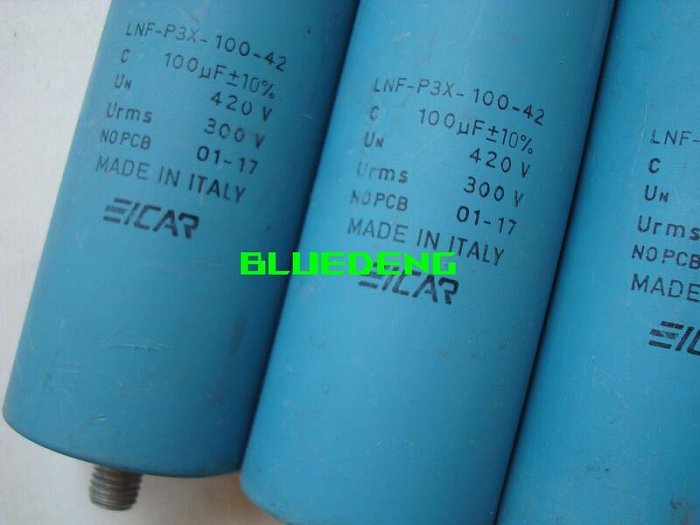 LNF-P3X-100-42
C 100µF±10%
UN 420 V
Urms 300 V
NO PCB 01-17
MADE IN ITALY
EICAR
LNF-P3X-100-42
C 100µF±10%
UN 420 V
Urms 300 V
NO PCB 01-17
MADE IN ITALY
EICAR
LNF-
C
UN
Urms
NO PCB
MADE
BLUEDENG